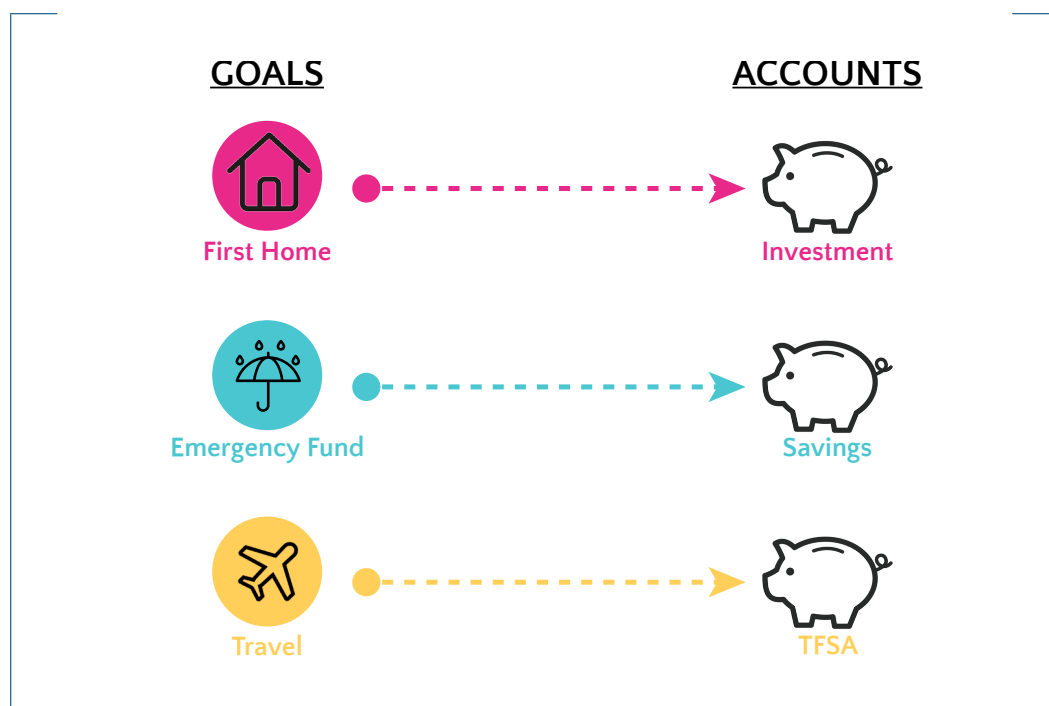 GOALS
ACCOUNTS
First Home
Investment
Emergency Fund
Savings
Travel
TFSA